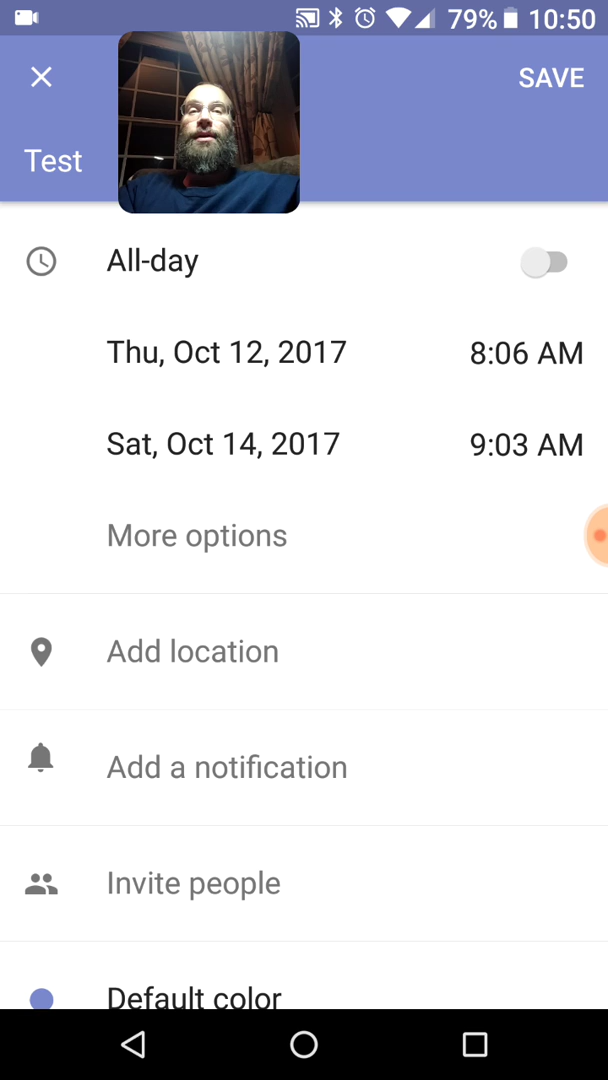 79% 10:50
SAVE
Test
All-day
Thu, Oct 12, 2017 8:06 AM
Sat, Oct 14, 2017 9:03 AM
More options
Add location
Add a notification
Invite people
Default color